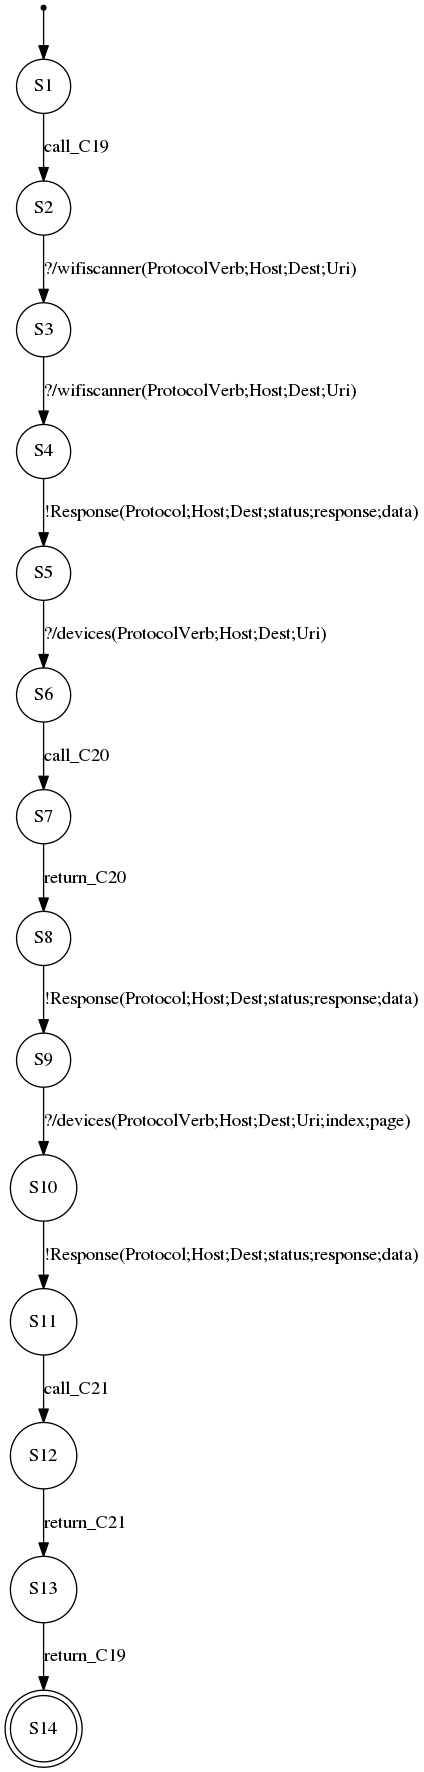 S1
call_C19
S2
?/wifiscanner(ProtocolVerb;Host;Dest;Uri)
S3
?/wifiscanner(ProtocolVerb;Host;Dest;Uri)
S4
!Response(Protocol;Host;Dest;status;response;data)
S5
?/devices(ProtocolVerb;Host;Dest;Uri)
S6
call_C20
S7
return_C20
S8
!Response(Protocol;Host;Dest;status;response;data)
S9
?/devices(ProtocolVerb;Host;Dest;Uri;index;page)
S10
!Response(Protocol;Host;Dest;status;response;data)
S11
call_C21
S12
return_C21
S13
return_C19
S14